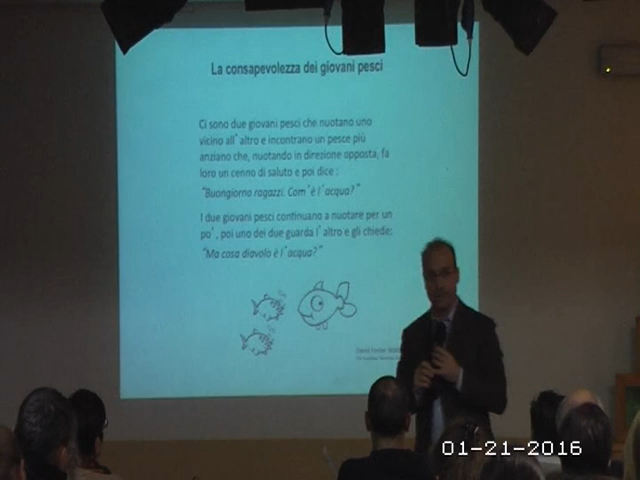 La consapevolezza dei giovani pesci
Ci sono due giovani pesci che nuotano uno
vicino all'altro e incontrano un pesce più
anziano che, nuotando in direzione opposta, fa
loro un cenno di saluto e poi dice :
"Buongiorno ragazzi. Com'è l'acqua?"
I due giovani pesci continuano a nuotare per un
po', poi uno dei due guarda l'altro e gli chiede:
"Ma cosa diavolo è l'acqua?"
David Foster
01-21-2016